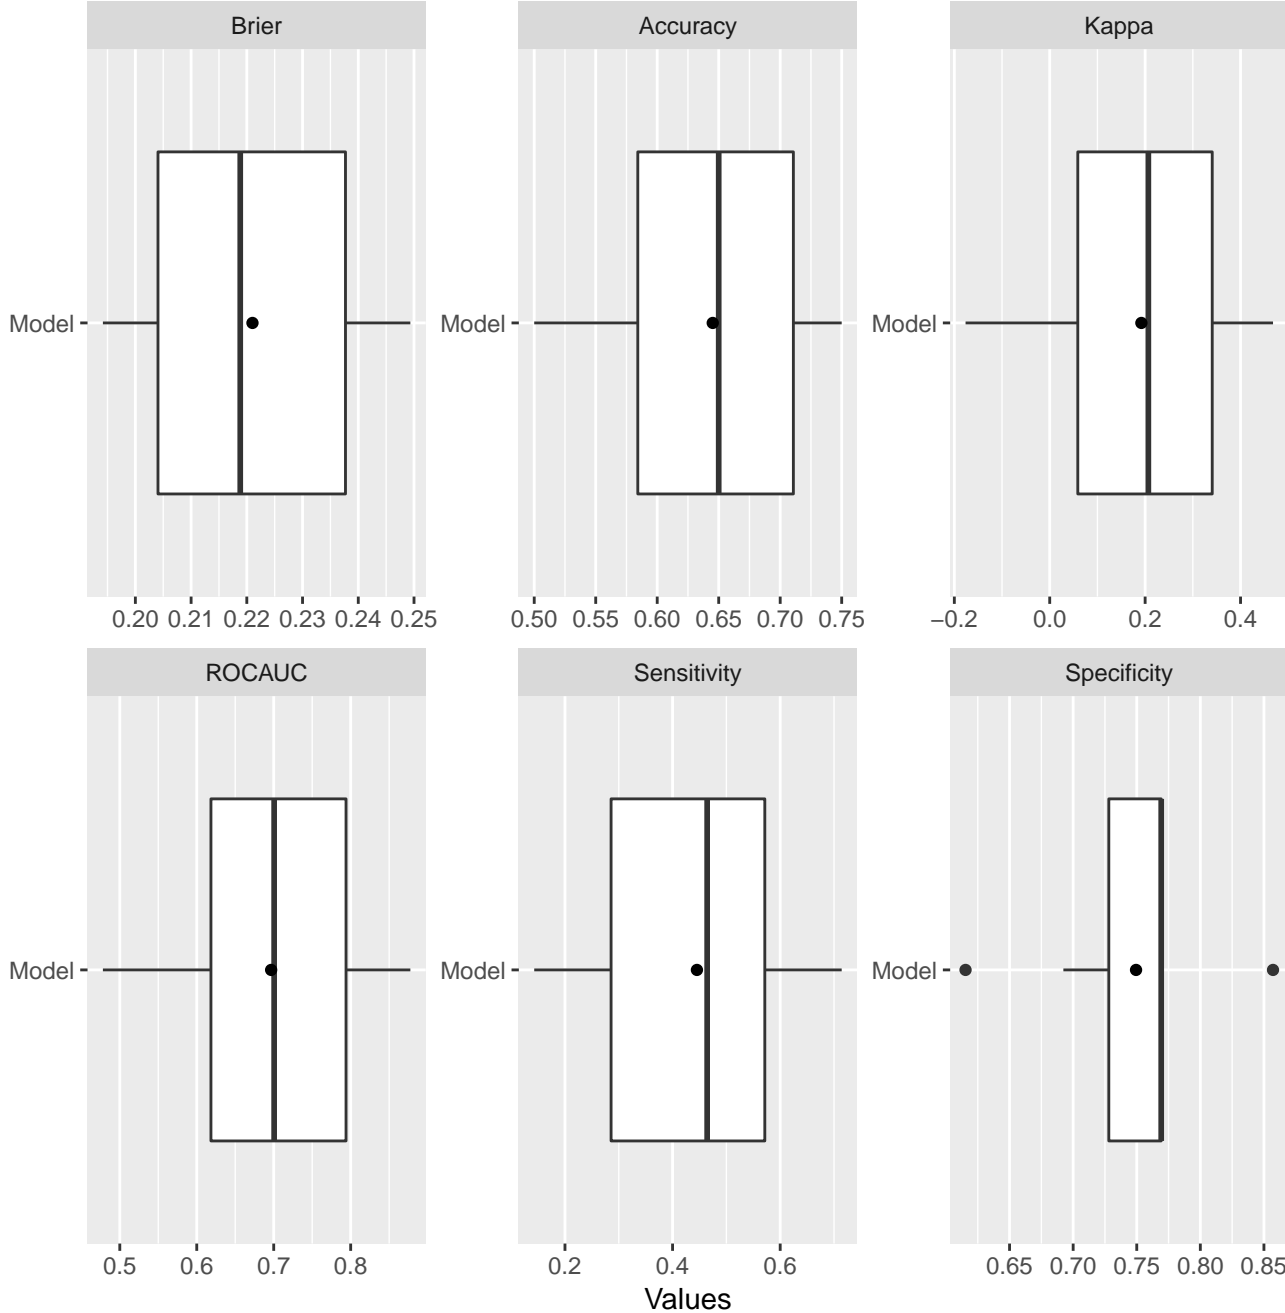 Brier Accuracy Kappa
Model Model Model
0.20 0.21 0.22 0.23 0.24 0.25 0.50 0.55 0.60 0.65 0.70 0.75 −0.2 0.0 0.2 0.4
ROCAUC Sensitivity Specificity
Model Model Model
0.5 0.6 0.7 0.8 0.2 0.4 0.6 0.65 0.70 0.75 0.80 0.85
Values